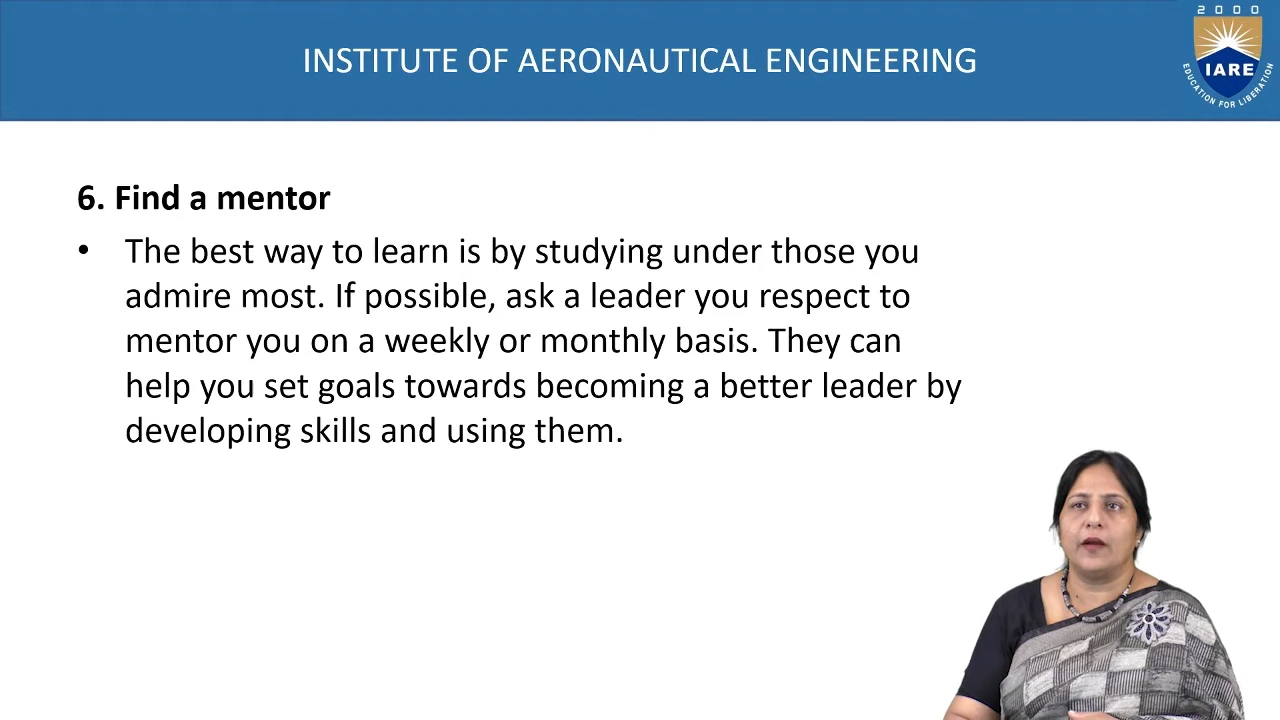 INSTITUTE OF AERONAUTICAL ENGINEERING
2000
IARE
EDUCATION FOR LIBERATION
6. Find a mentor
• The best way to learn is by studying under those you
admire most. If possible, ask a leader you respect to
mentor you on a weekly or monthly basis. They can
help you set goals towards becoming a better leader by
developing skills and using them.